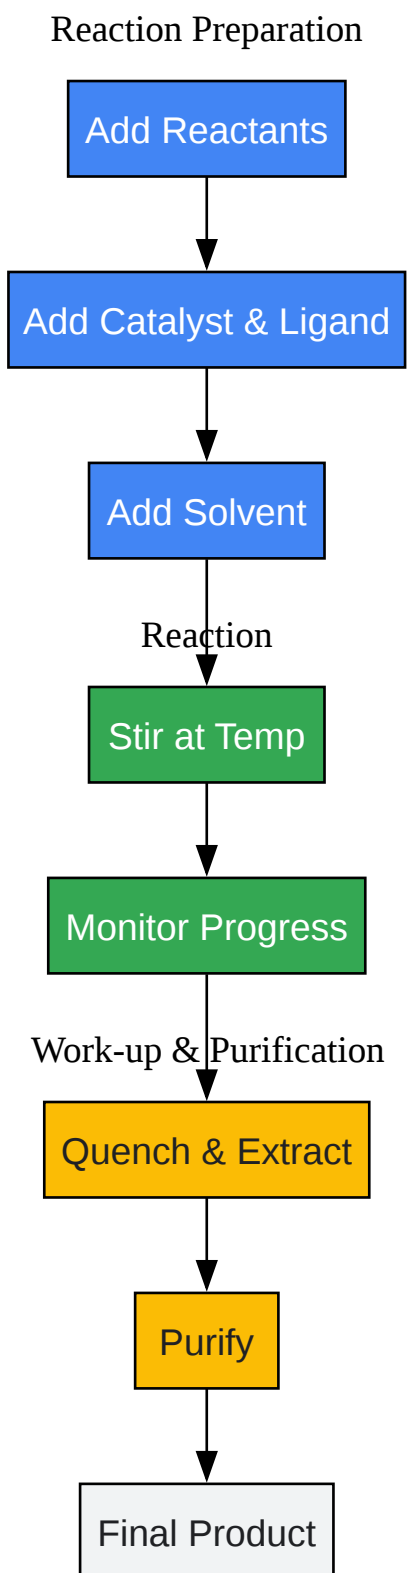 Reaction Preparation
Add Reactants
Add Catalyst & Ligand
Add Solvent
Reaction
Stir at Temp
Monitor Progress
Work-up & Purification
Quench & Extract
Purify
Final Product